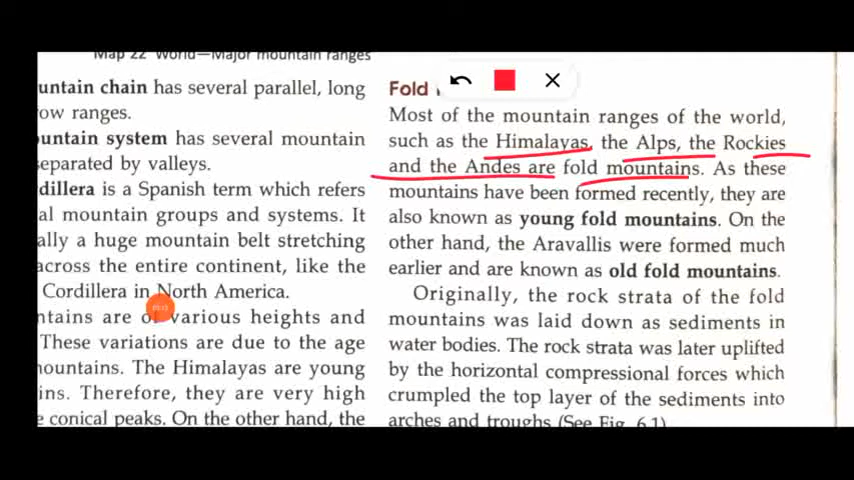 Map 22 World—Major mountain ranges
untain chain has several parallel, long
ow ranges.
untain system has several mountain
separated by valleys.
dillera is a Spanish term which refers
al mountain groups and systems. It
ally a huge mountain belt stretching
across the entire continent, like the
Cordillera in North America.
ntains are of various heights and
These variations are due to the age
mountains. The Himalayas are young
ins. Therefore, they are very high
e conical peaks. On the other hand, the
Fold
Most of the mountain ranges of the world,
such as the Himalayas, the Alps, the Rockies
and the Andes are fold mountains. As these
mountains have been formed recently, they are
also known as young fold mountains. On the
other hand, the Aravallis were formed much
earlier and are known as old fold mountains.
Originally, the rock strata of the fold
mountains was laid down as sediments in
water bodies. The rock strata was later uplifted
by the horizontal compressional forces which
crumpled the top layer of the sediments into
arches and troughs (See Fig. 6.1)